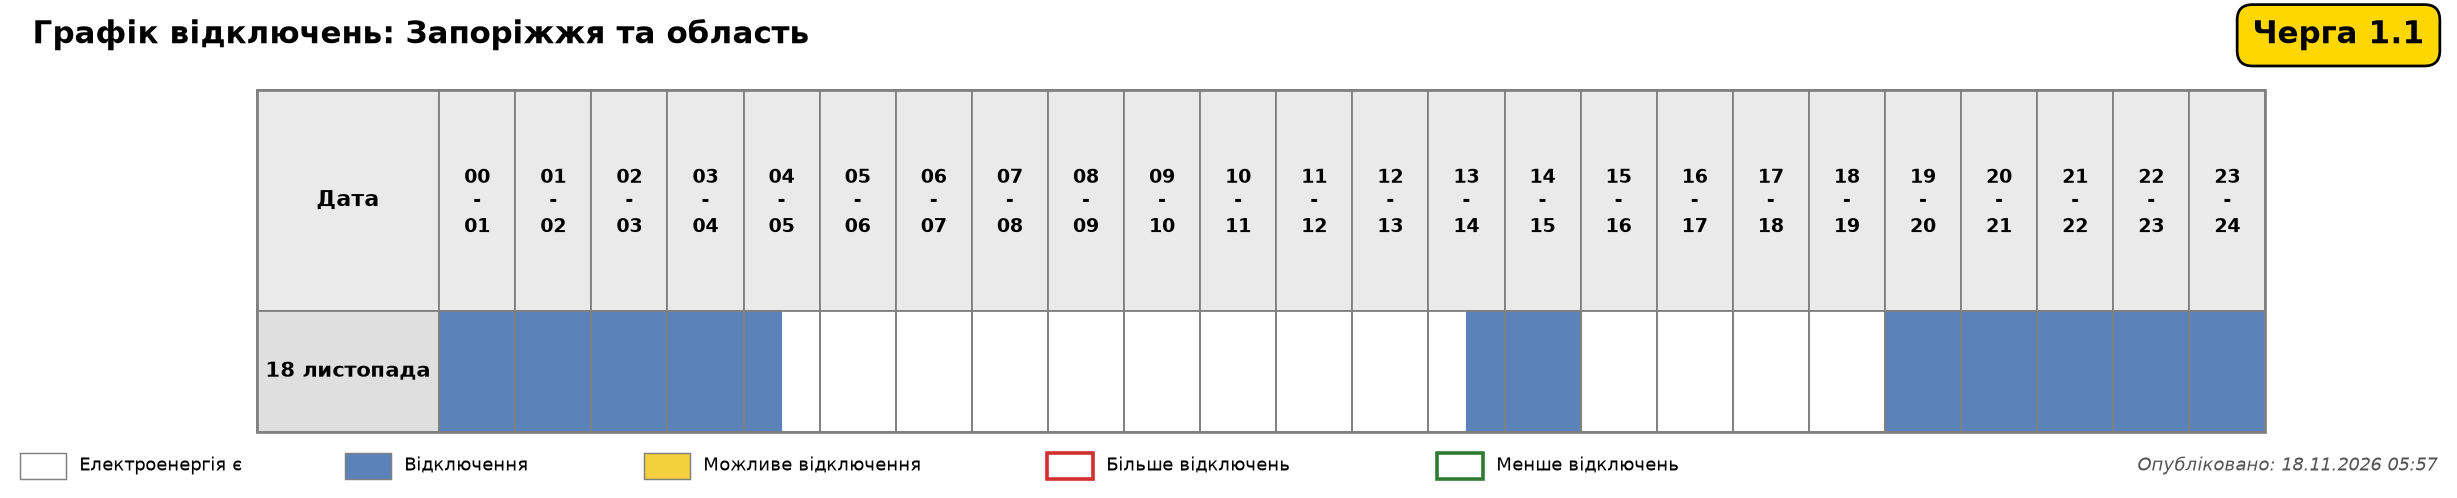 Графік відключень: Запоріжжя та область
Черга 1.1
Дата
00 - 01
01 - 02
02 - 03
03 - 04
04 - 05
05 - 06
06 - 07
07 - 08
08 - 09
09 - 10
10 - 11
11 - 12
12 - 13
13 - 14
14 - 15
15 - 16
16 - 17
17 - 18
18 - 19
19 - 20
20 - 21
21 - 22
22 - 23
23 - 24
18 листопада
Електроенергія є
Відключення
Можливе відключення
Більше відключень
Менше відключень
Опубліковано: 18.11.2026 05:57